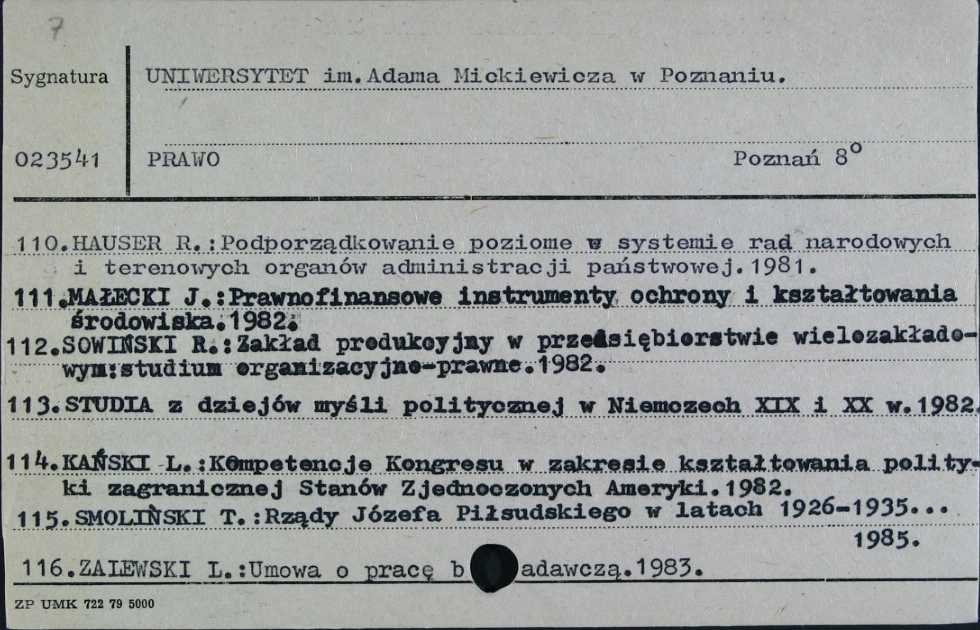 7
Sygnatura
UNIWERSYTET im.Adama Mickiewicza w Poznaniu.
023541
PRAWO
Poznań 8°
110.HAUSER R.:Podporządkowanie poziome w systemie rad narodowych
i terenowych organów administracji państwowej.1981.
111.MAŁECKI J.:Prawnofinansowe instrumenty ochrony i kształtowania
środowiska.1982.
112.SOWIŃSKI R.:Zakład produkcyjny w przedsiębiorstwie wielozakłado-
wym:studium organizacyjno-prawne.1982.
113.STUDIA z dziejów myśli politycznej w Niemczech XIX i XX w.1982.
114.KAŃSKI L.:Kompetencje Kongresu w zakresie kształtowania polity-
ki zagranicznej Stanów Zjednoczonych Ameryki.1982.
115.SMOLIŃSKI T.:Rządy Józefa Piłsudskiego w latach 1926-1935...
1985.
116.ZALEWSKI L.:Umowa o pracę b adawczą.1983.
ZP UMK 722 79 5000